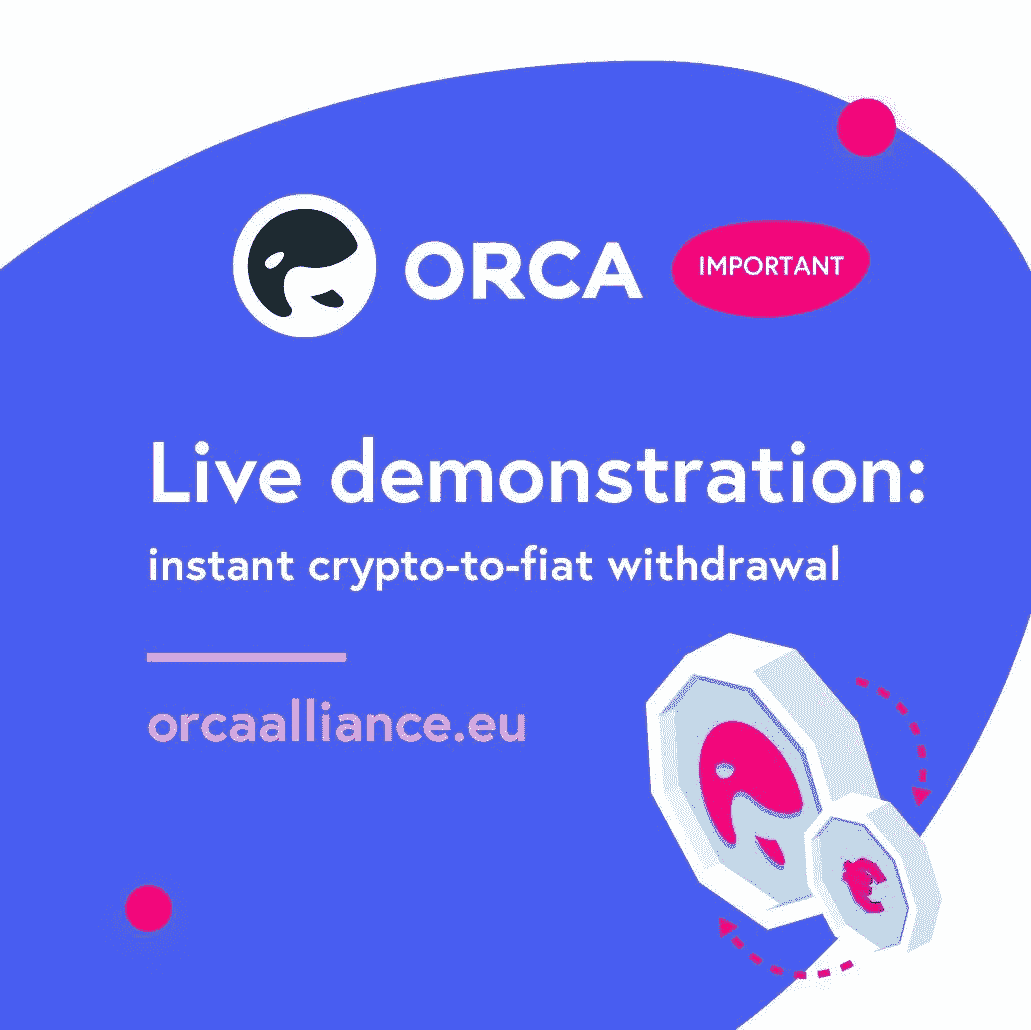 ORCA
IMPORTANT
Live demonstration:
instant crypto-to-fiat withdrawal
orcaalliance.eu
€